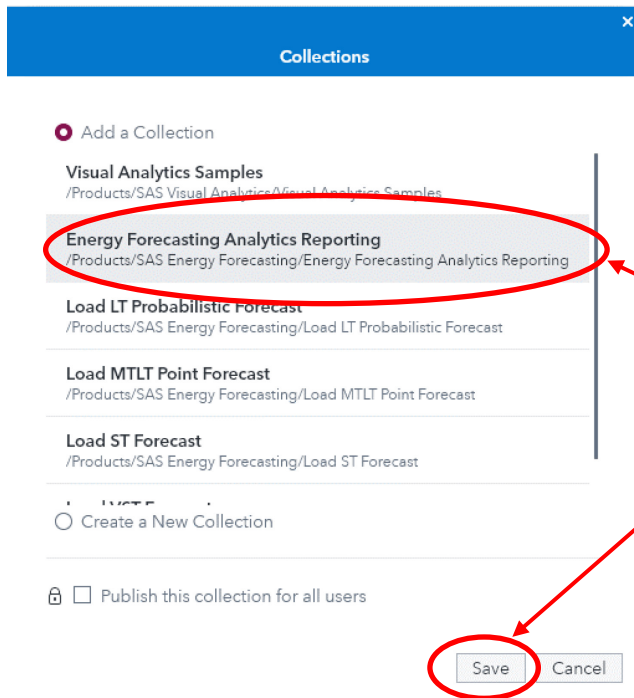 Collections
Add a Collection
Visual Analytics Samples
/Products/SAS Visual Analytics/Visual Analytics Samples
Energy Forecasting Analytics Reporting
/Products/SAS Energy Forecasting/Energy Forecasting Analytics Reporting
Load LT Probabilistic Forecast
/Products/SAS Energy Forecasting/Load LT Probabilistic Forecast
Load MTLT Point Forecast
/Products/SAS Energy Forecasting/Load MTLT Point Forecast
Load ST Forecast
/Products/SAS Energy Forecasting/Load ST Forecast
Create a New Collection
Publish this collection for all users
Save Cancel